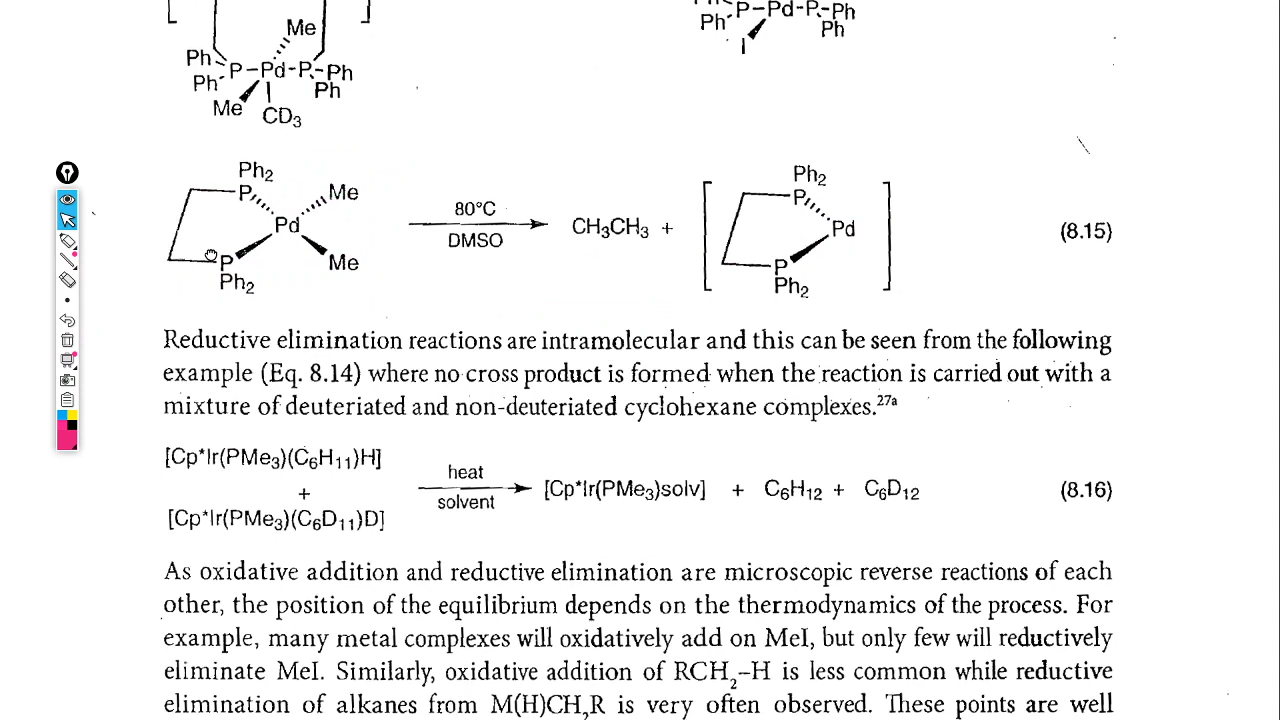 Me
Ph P–Pd-P–Ph
Ph Ph
I
Ph P–Pd-P–Ph
Ph Ph
Me CD3
Ph2
P Me
Pd
P Me
Ph2
80°C
DMSO
CH3CH3 +
Ph2
P
Pd
P
Ph2
(8.15)
Reductive elimination reactions are intramolecular and this can be seen from the following
example (Eq. 8.14) where no cross product is formed when the reaction is carried out with a
mixture of deuteriated and non-deuteriated cyclohexane complexes.27a
[Cp*Ir(PMe3)(C6H11)H]
+
[Cp*Ir(PMe3)(C6D11)D]
heat
solvent
[Cp*Ir(PMe3)solv] + C6H12 + C6D12 (8.16)
As oxidative addition and reductive elimination are microscopic reverse reactions of each
other, the position of the equilibrium depends on the thermodynamics of the process. For
example, many metal complexes will oxidatively add on MeI, but only few will reductively
eliminate MeI. Similarly, oxidative addition of RCH2–H is less common while reductive
elimination of alkanes from M(H)CH2R is very often observed. These points are well